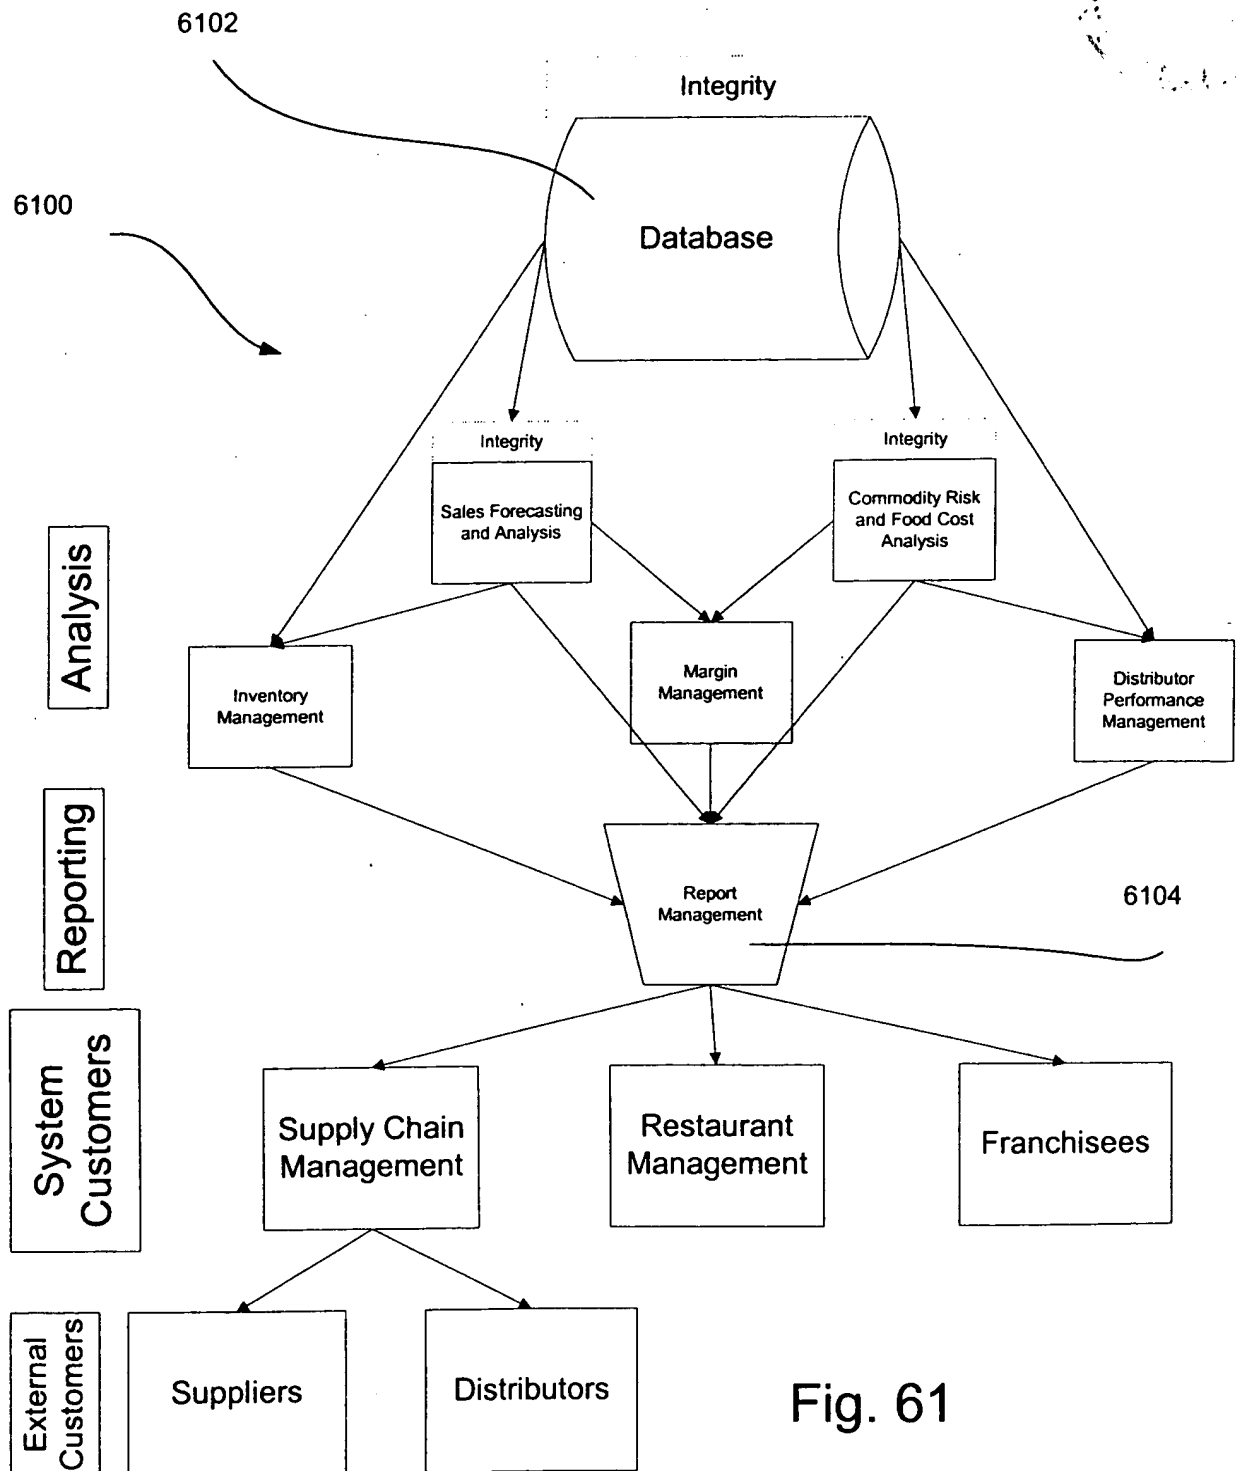 6102
Integrity
6100
Database
Integrity
Integrity
Sales Forecasting
and Analysis
Commodity Risk
and Food Cost
Analysis
Analysis
Inventory
Management
Margin
Management
Distributor
Performance
Management
Reporting
Report
Management
6104
System
Customers
Supply Chain
Management
Restaurant
Management
Franchisees
External
Customers
Suppliers
Distributors
Fig. 61